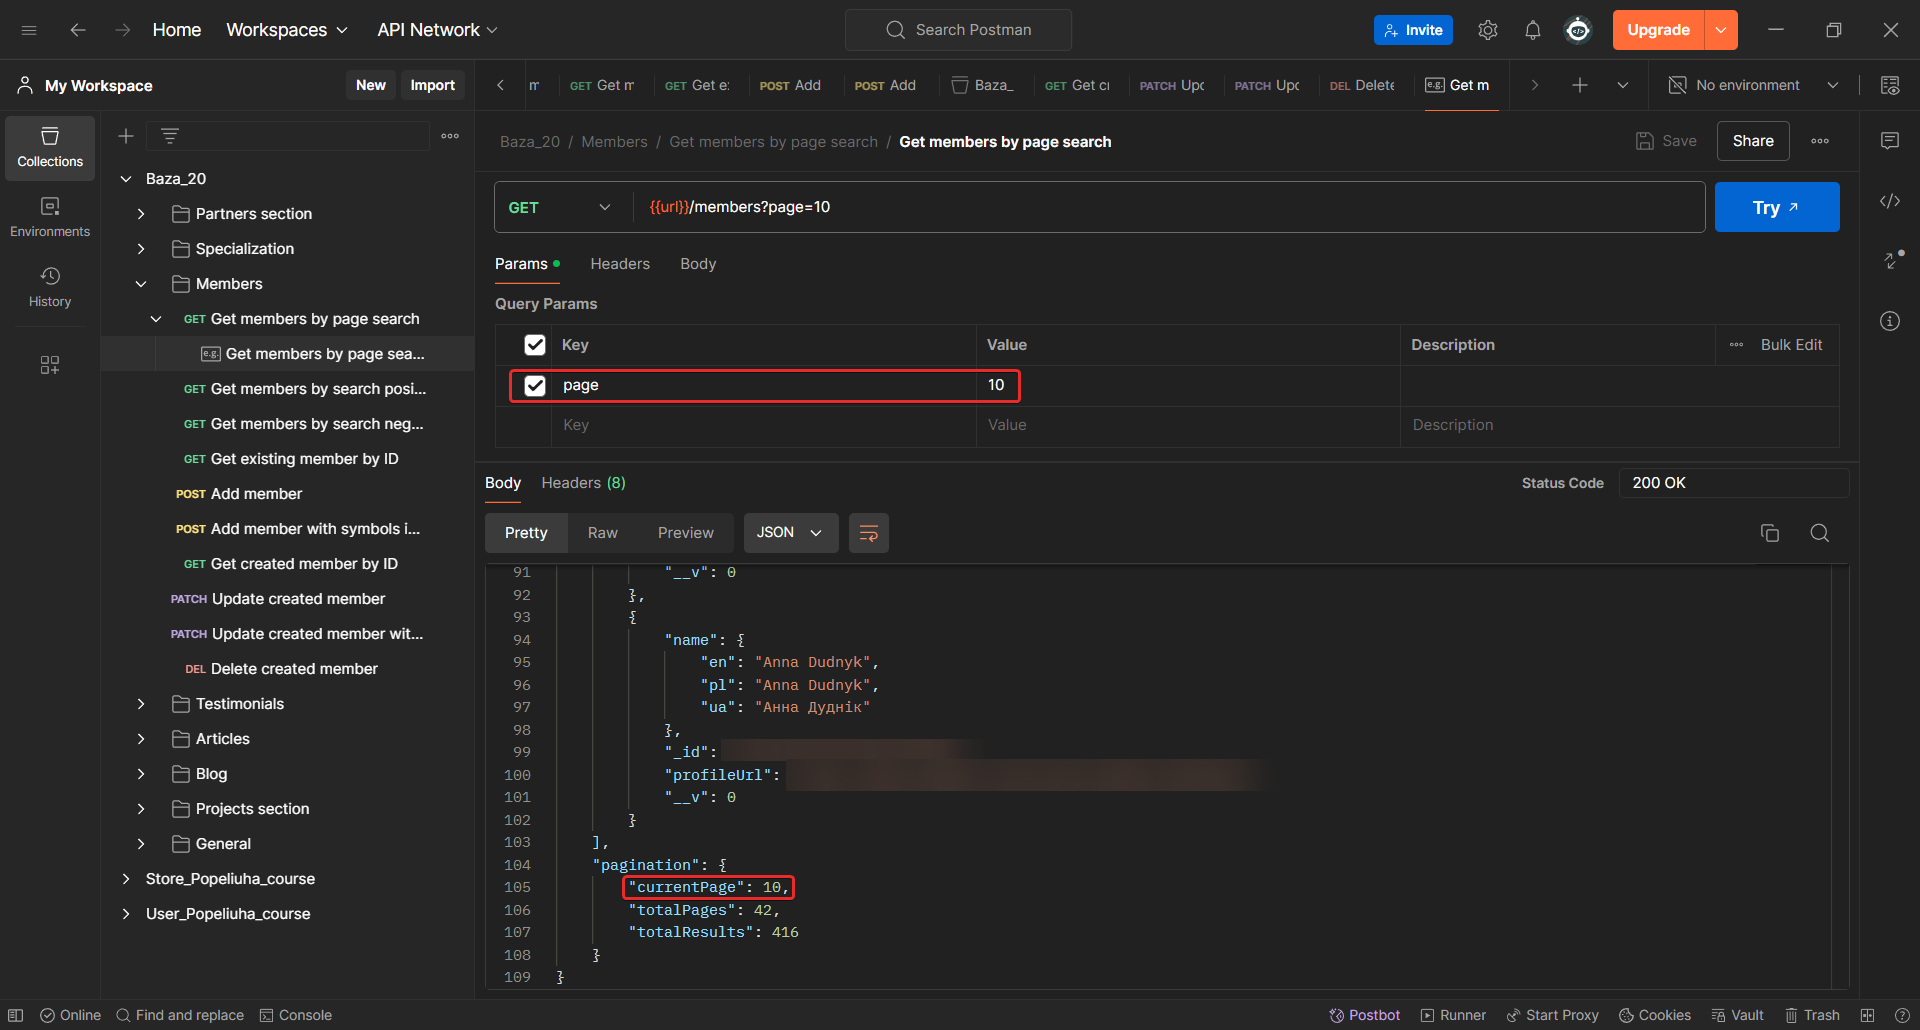 Home
Workspaces
API Network
Search Postman
Invite
Upgrade
My Workspace
New
Import
GET Get m
GET Get e
POST Add
POST Add
Baza_
GET Get c
PATCH Up
PATCH Up
DEL Delete
e.g. Get m
No environment
Collections
Environments
History
Baza_20
Partners section
Specialization
Members
GET Get members by page search
e.g. Get members by page sea...
GET Get members by search posi...
GET Get members by search neg...
GET Get existing member by ID
POST Add member
POST Add member with symbols i...
GET Get created member by ID
PATCH Update created member
PATCH Update created member wit...
DEL Delete created member
Testimonials
Articles
Blog
Projects section
General
Store_Popeliuha_course
User_Popeliuha_course
Baza_20 / Members / Get members by page search / Get members by page search
Save
Share
GET
{{url}}/members?page=10
Try
Params
Headers
Body
Query Params
Key
Value
Description
Bulk Edit
page
10
Key
Value
Description
Body
Headers (8)
Status Code
200 OK
Pretty
Raw
Preview
JSON
91 "__v": 0
92 },
93 {
94 "name": {
95 "en": "Anna Dudnyk",
96 "pl": "Anna Dudnyk",
97 "ua": "Анна Дуднік"
98 },
99 "_id":
100 "profileUrl":
101 "__v": 0
102 }
103 ],
104 "pagination": {
105 "currentPage": 10,
106 "totalPages": 42,
107 "totalResults": 416
108 }
109 }
Online
Find and replace
Console
Postbot
Runner
Start Proxy
Cookies
Vault
Trash